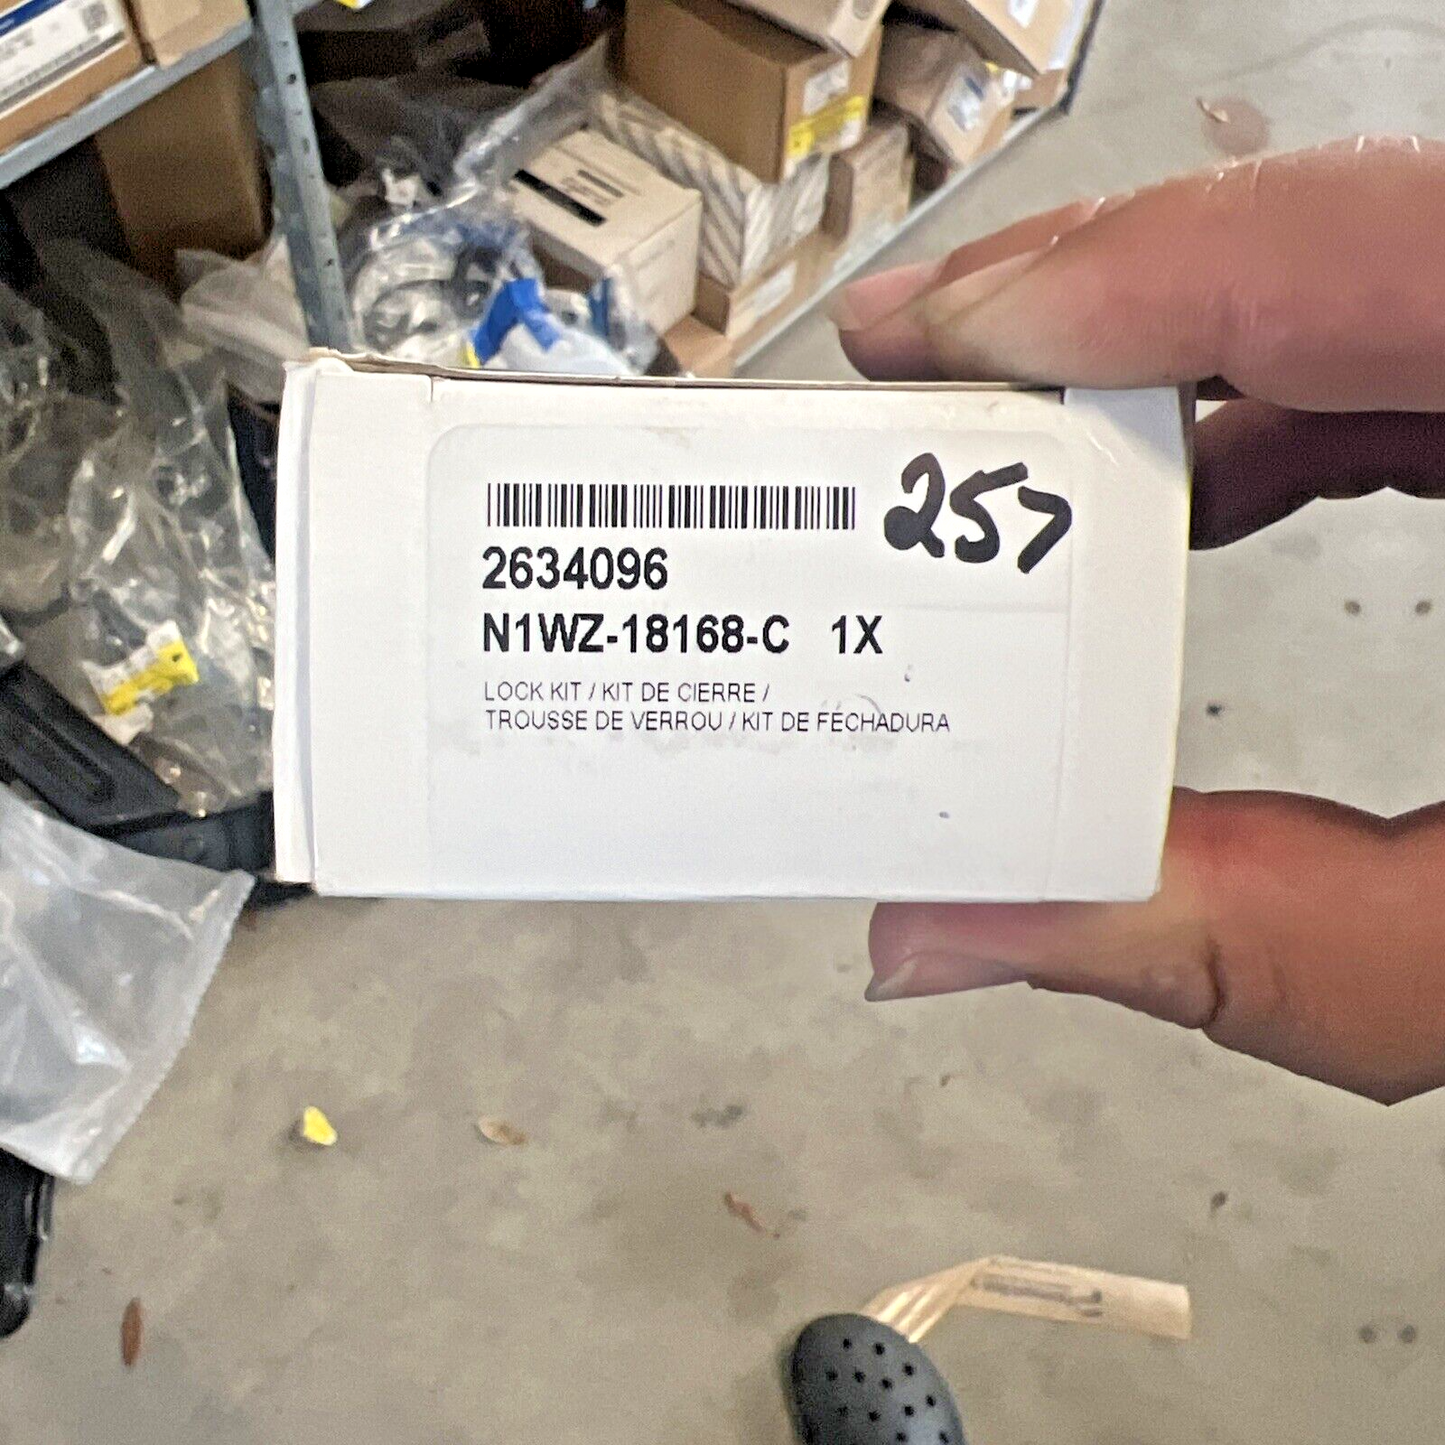 257
2634096
N1WZ-18168-C 1X
LOCK KIT / KIT DE CIERRE /
TROUSSE DE VERROU / KIT DE FECHADURA